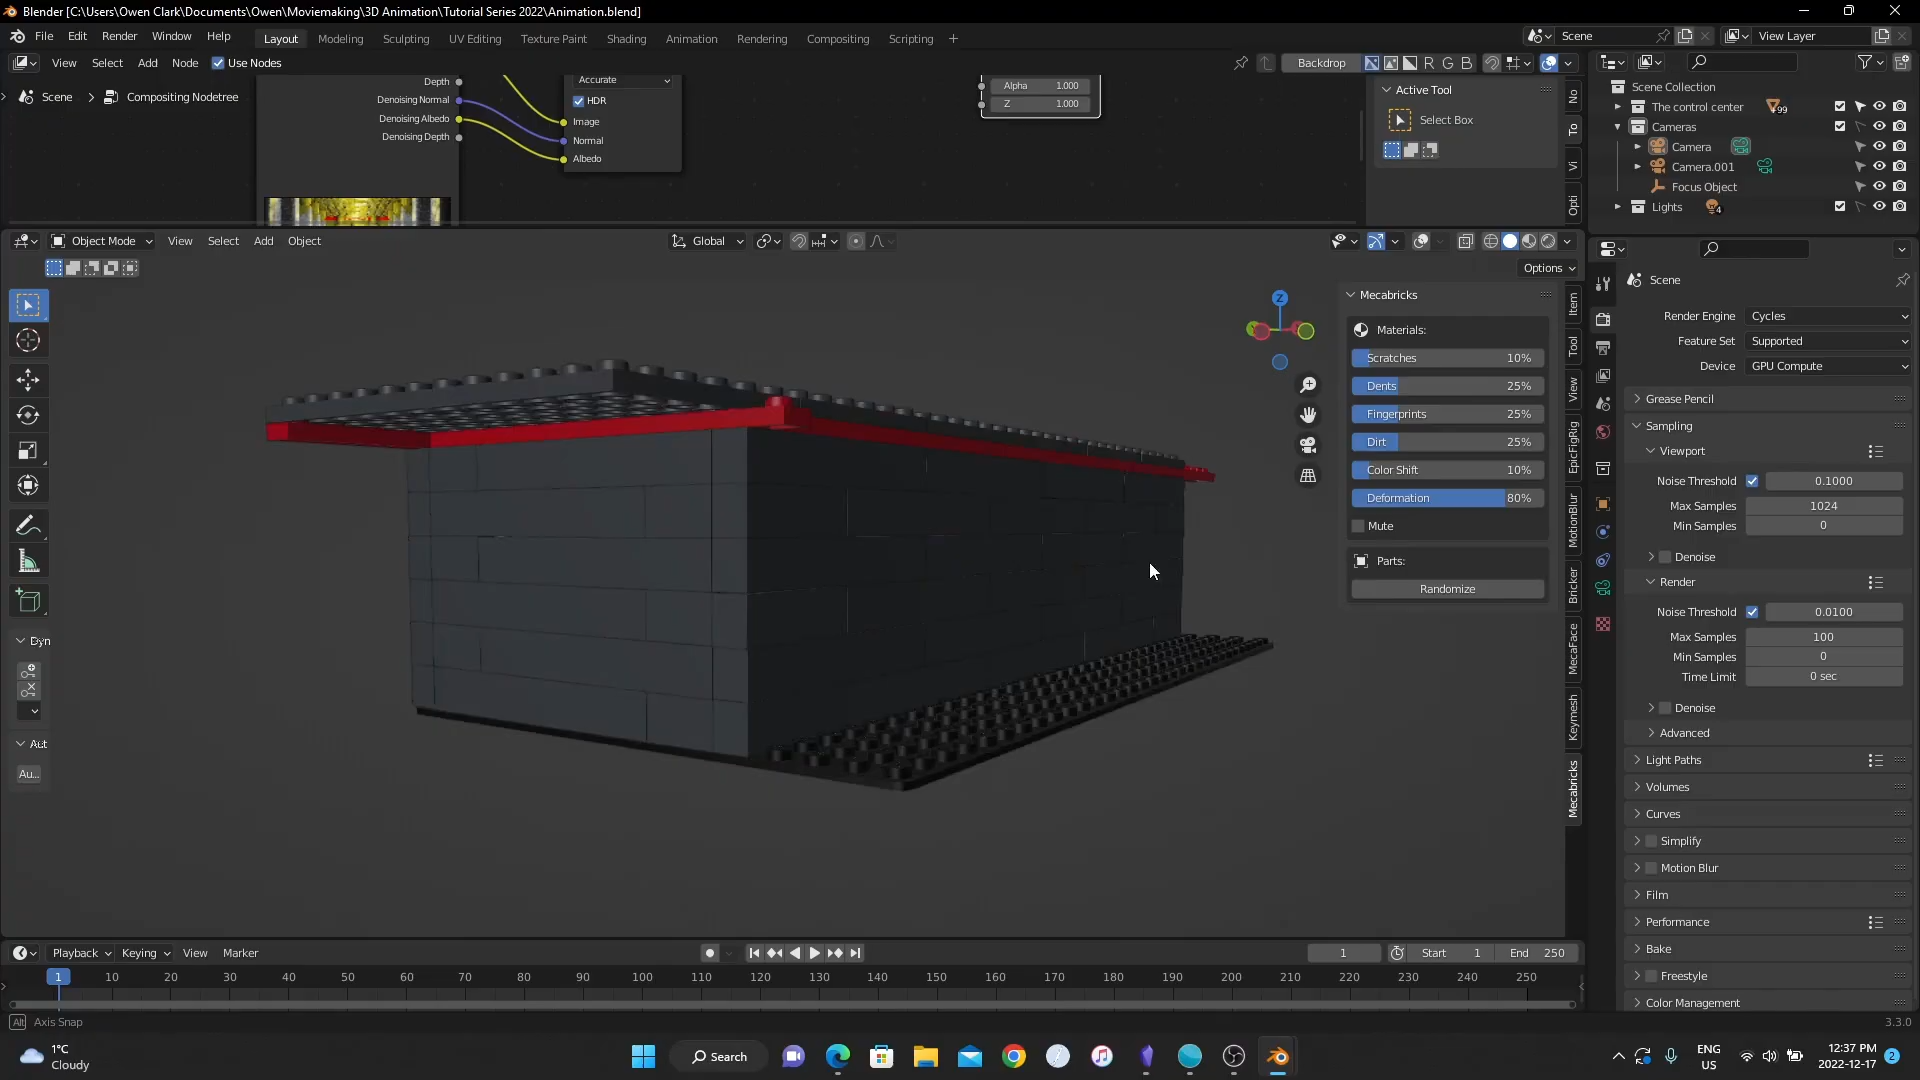 Blender [C:\Users\Owen Clark\Documents\Owen\Moviemaking\3D Animation\Tutorial Series 2022\Animation.blend]
File Edit Render Window Help Layout Modeling Sculpting UV Editing Texture Paint Shading Animation Rendering Compositing Scripting Scene View Layer
View Select Add Node Use Nodes Backdrop R G B
Scene > Compositing Nodetree
Depth
Denoising Normal
Denoising Albedo
Denoising Depth
Accurate
HDR
Image
Normal
Albedo
Alpha 1.000
Z 1.000
Active Tool
Select Box
No
To
Vi
Opti
Scene Collection
The control center +99
Cameras
Camera
Camera.001
Focus Object
Lights 4
Object Mode View Select Add Object Global
Options
Z
Mecabricks
Materials:
Scratches 10%
Dents 25%
Fingerprints 25%
Dirt 25%
Color Shift 10%
Deformation 80%
Mute
Parts:
Randomize
Item
Tool
View
EpicFigRig
MotionBlur
Bricker
MecaFace
Keymesh
Mecabricks
Dyn
Aut
Au...
Scene
Render Engine Cycles
Feature Set Supported
Device GPU Compute
Grease Pencil
Sampling
Viewport
Noise Threshold 0.1000
Max Samples 1024
Min Samples 0
Denoise
Render
Noise Threshold 0.0100
Max Samples 100
Min Samples 0
Time Limit 0 sec
Denoise
Advanced
Light Paths
Volumes
Curves
Simplify
Motion Blur
Film
Performance
Bake
Freestyle
Color Management
Playback Keying View Marker 1 Start 1 End 250
1 10 20 30 40 50 60 70 80 90 100 110 120 130 140 150 160 170 180 190 200 210 220 230 240 250
Alt Axis Snap 3.3.0
1°C
Cloudy
Search
ENG
US
12:37 PM
2022-12-17
2